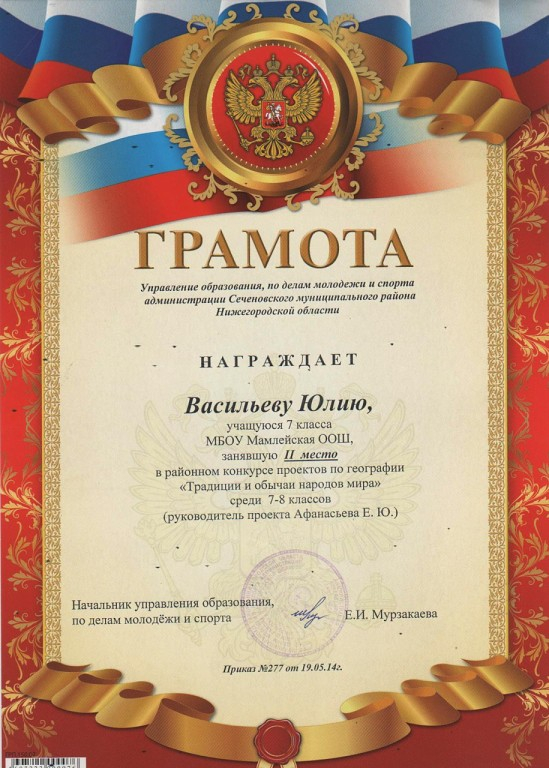 ГРАМОТА
Управление образования, по делам молодежи и спорта
администрации Сеченовского муниципального района
Нижегородской области
НАГРАЖДАЕТ
Васильеву Юлию,
учащуюся 7 класса
МБОУ Мамлейская ООШ,
занявшую II место
в районном конкурсе проектов по географии
«Традиции и обычаи народов мира»
среди 7-8 классов
(руководитель проекта Афанасьева Е. Ю.)
Начальник управления образования,
по делам молодёжи и спорта
Е.И. Мурзакаева
Приказ №277 от 19.05.14г.